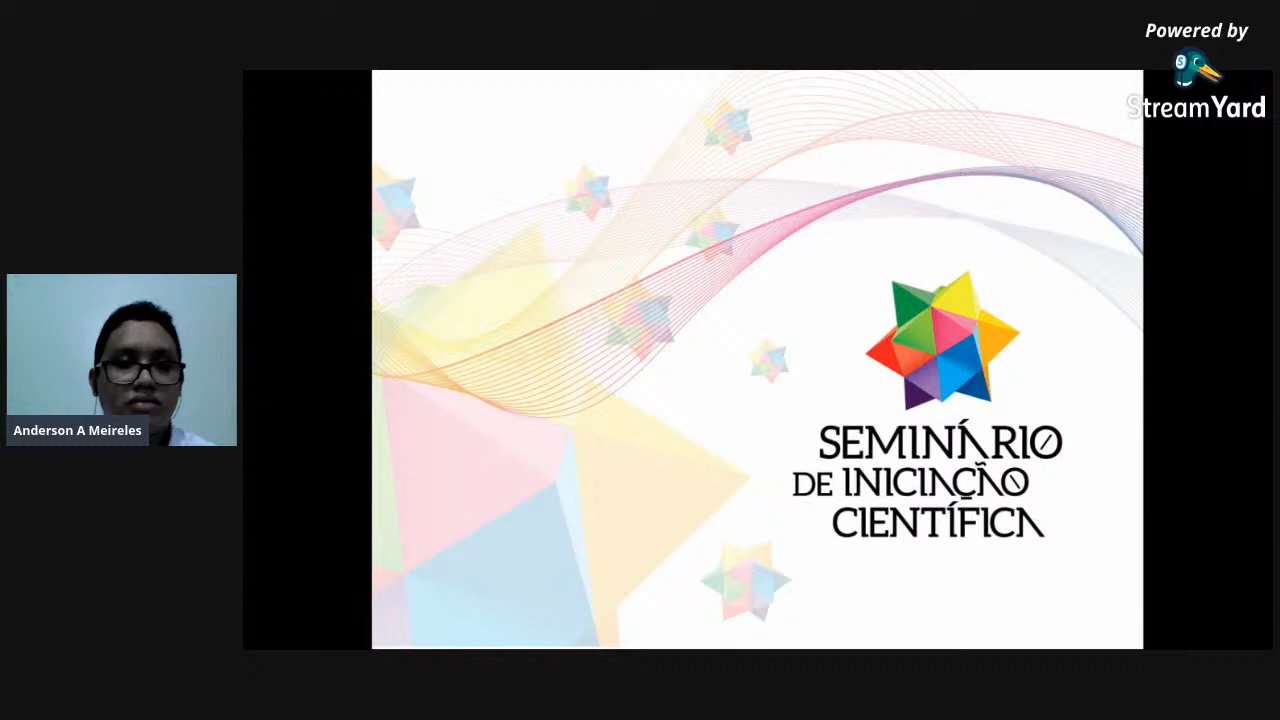 Powered by
StreamYard
Anderson A Meireles
SEMINÁRIO
DE INICIAÇÃO
CIENTÍFICA